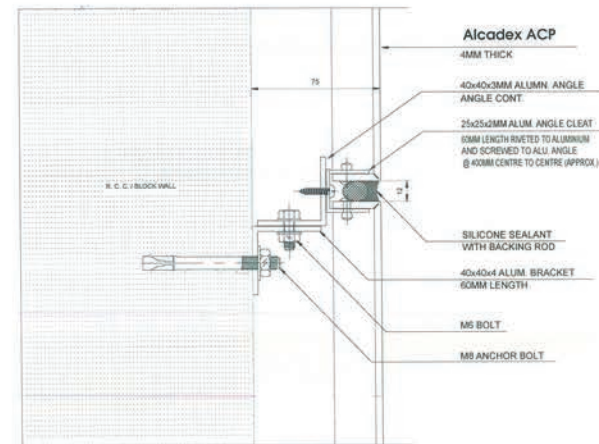 Alcadex ACP
4MM THICK
75
40x40x3MM ALUMN. ANGLE
ANGLE CONT.
25x25x2MM ALUM. ANGLE CLEAT
60MM LENGTH RIVETED TO ALUMINIUM
AND SCREWED TO ALU. ANGLE
@ 400MM CENTRE TO CENTRE (APPROX.)
R. C. C. / BLOCK WALL
12
SILICONE SEALANT
WITH BACKING ROD
40x40x4 ALUM. BRACKET
60MM LENGTH
M6 BOLT
M8 ANCHOR BOLT